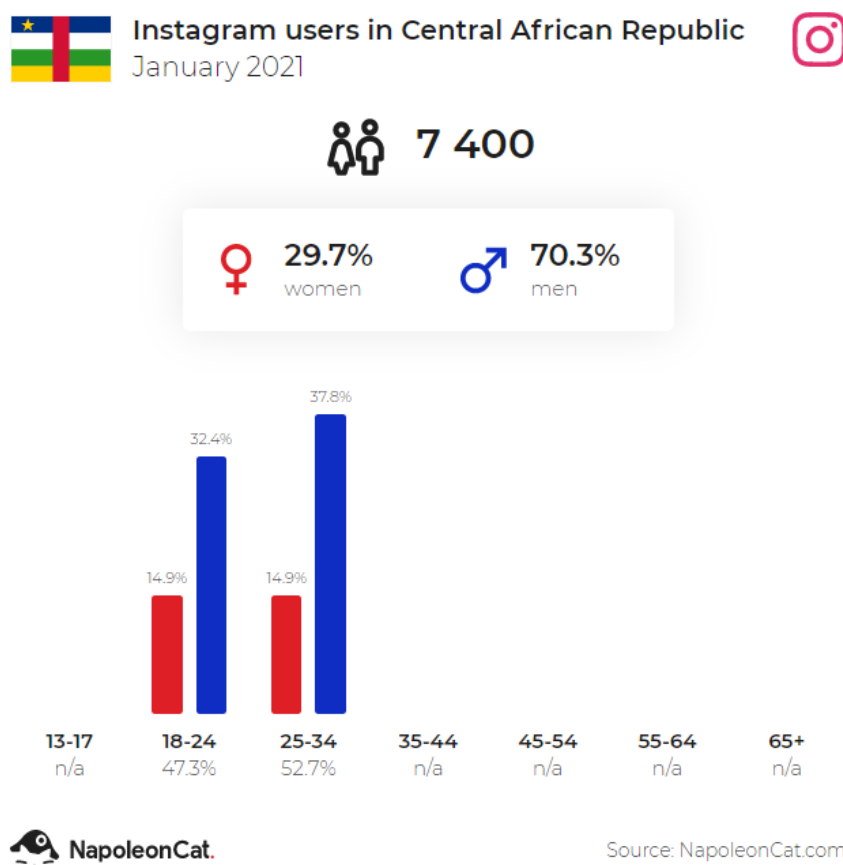 Instagram users in Central African Republic
January 2021
7 400
29.7%
women
70.3%
men
37.8%
32.4%
14.9%
14.9%
13-17 18-24 25-34 35-44 45-54 55-64 65+
n/a 47.3% 52.7% n/a n/a n/a n/a
NapoleonCat.
Source: NapoleonCat.com